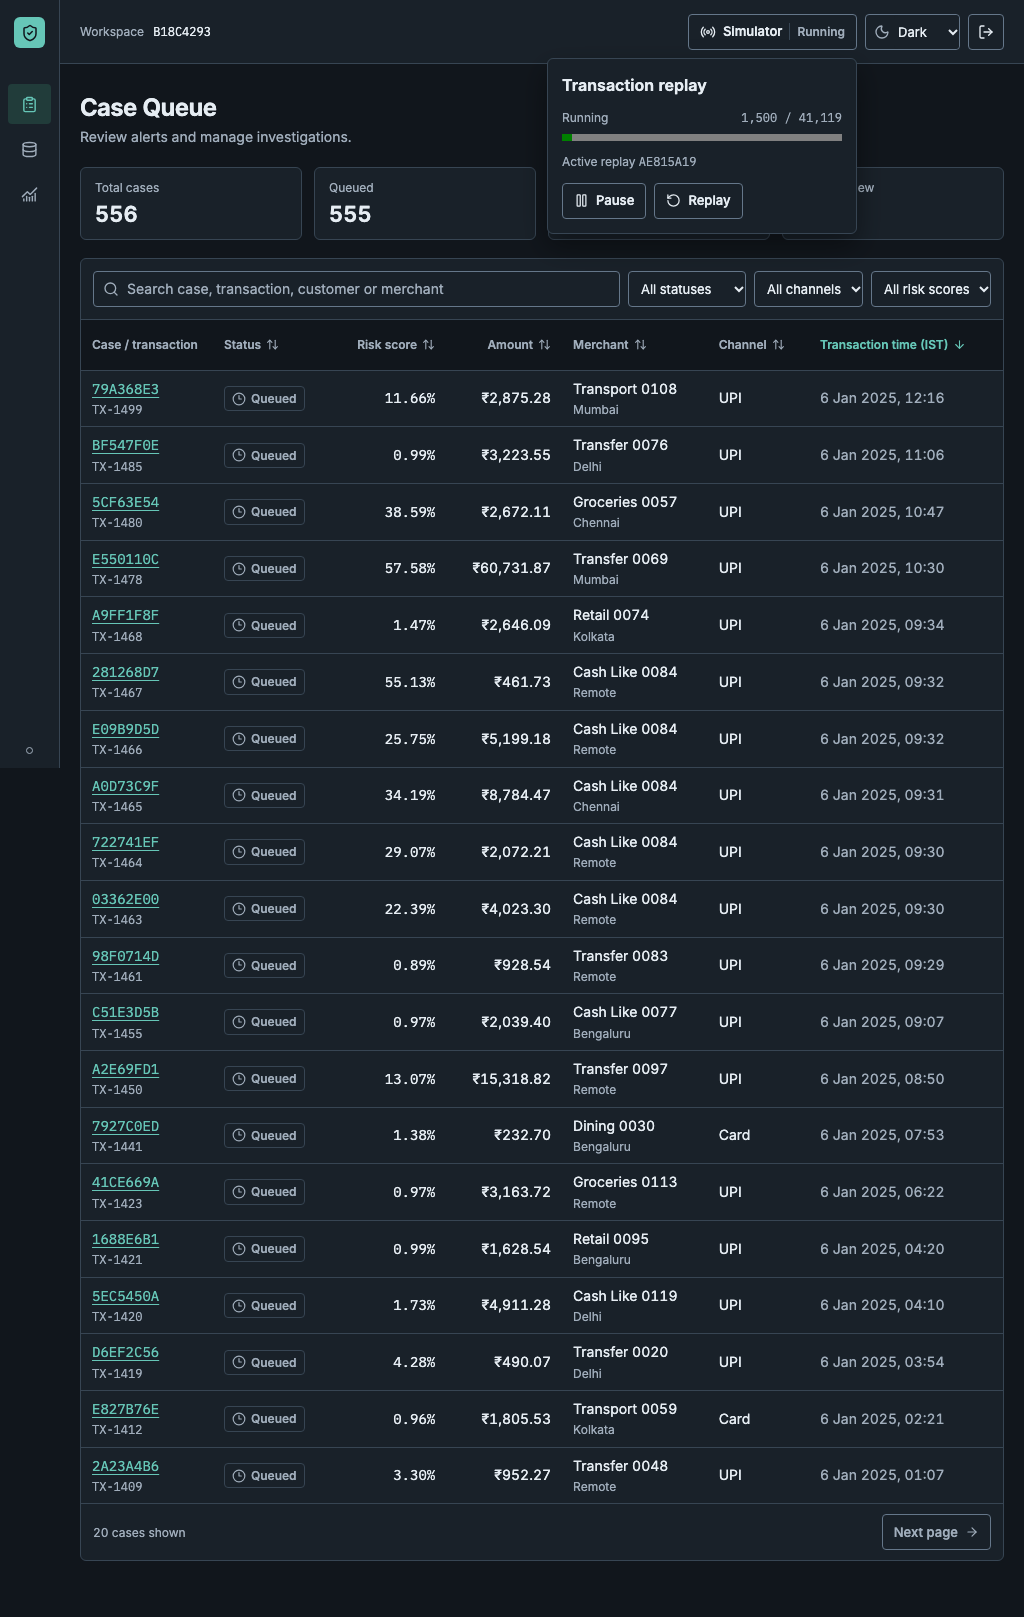 Workspace B18C4293
Simulator Running
Dark
Transaction replay
Running 1,500 / 41,119
Active replay AE815A19
Pause Replay
Case Queue
Review alerts and manage investigations.
Total cases
556
Queued
555
ew
Search case, transaction, customer or merchant
All statuses
All channels
All risk scores
Case / transaction Status Risk score Amount Merchant Channel Transaction time (IST)
79A368E3 Queued 11.66% ₹2,875.28 Transport 0108 UPI 6 Jan 2025, 12:16
TX-1499 Mumbai
BF547F0E Queued 0.99% ₹3,223.55 Transfer 0076 UPI 6 Jan 2025, 11:06
TX-1485 Delhi
5CF63E54 Queued 38.59% ₹2,672.11 Groceries 0057 UPI 6 Jan 2025, 10:47
TX-1480 Chennai
E550110C Queued 57.58% ₹60,731.87 Transfer 0069 UPI 6 Jan 2025, 10:30
TX-1478 Mumbai
A9FF1F8F Queued 1.47% ₹2,646.09 Retail 0074 UPI 6 Jan 2025, 09:34
TX-1468 Kolkata
281268D7 Queued 55.13% ₹461.73 Cash Like 0084 UPI 6 Jan 2025, 09:32
TX-1467 Remote
E09B9D5D Queued 25.75% ₹5,199.18 Cash Like 0084 UPI 6 Jan 2025, 09:32
TX-1466 Remote
A0D73C9F Queued 34.19% ₹8,784.47 Cash Like 0084 UPI 6 Jan 2025, 09:31
TX-1465 Chennai
722741EF Queued 29.07% ₹2,072.21 Cash Like 0084 UPI 6 Jan 2025, 09:30
TX-1464 Remote
03362E00 Queued 22.39% ₹4,023.30 Cash Like 0084 UPI 6 Jan 2025, 09:30
TX-1463 Remote
98F0714D Queued 0.89% ₹928.54 Transfer 0083 UPI 6 Jan 2025, 09:29
TX-1461 Remote
C51E3D5B Queued 0.97% ₹2,039.40 Cash Like 0077 UPI 6 Jan 2025, 09:07
TX-1455 Bengaluru
A2E69FD1 Queued 13.07% ₹15,318.82 Transfer 0097 UPI 6 Jan 2025, 08:50
TX-1450 Remote
7927C0ED Queued 1.38% ₹232.70 Dining 0030 Card 6 Jan 2025, 07:53
TX-1441 Bengaluru
41CE669A Queued 0.97% ₹3,163.72 Groceries 0113 UPI 6 Jan 2025, 06:22
TX-1423 Remote
1688E6B1 Queued 0.99% ₹1,628.54 Retail 0095 UPI 6 Jan 2025, 04:20
TX-1421 Bengaluru
5EC5450A Queued 1.73% ₹4,911.28 Cash Like 0119 UPI 6 Jan 2025, 04:10
TX-1420 Delhi
D6EF2C56 Queued 4.28% ₹490.07 Transfer 0020 UPI 6 Jan 2025, 03:54
TX-1419 Delhi
E827B76E Queued 0.96% ₹1,805.53 Transport 0059 Card 6 Jan 2025, 02:21
TX-1412 Kolkata
2A23A4B6 Queued 3.30% ₹952.27 Transfer 0048 UPI 6 Jan 2025, 01:07
TX-1409 Remote
20 cases shown
Next page